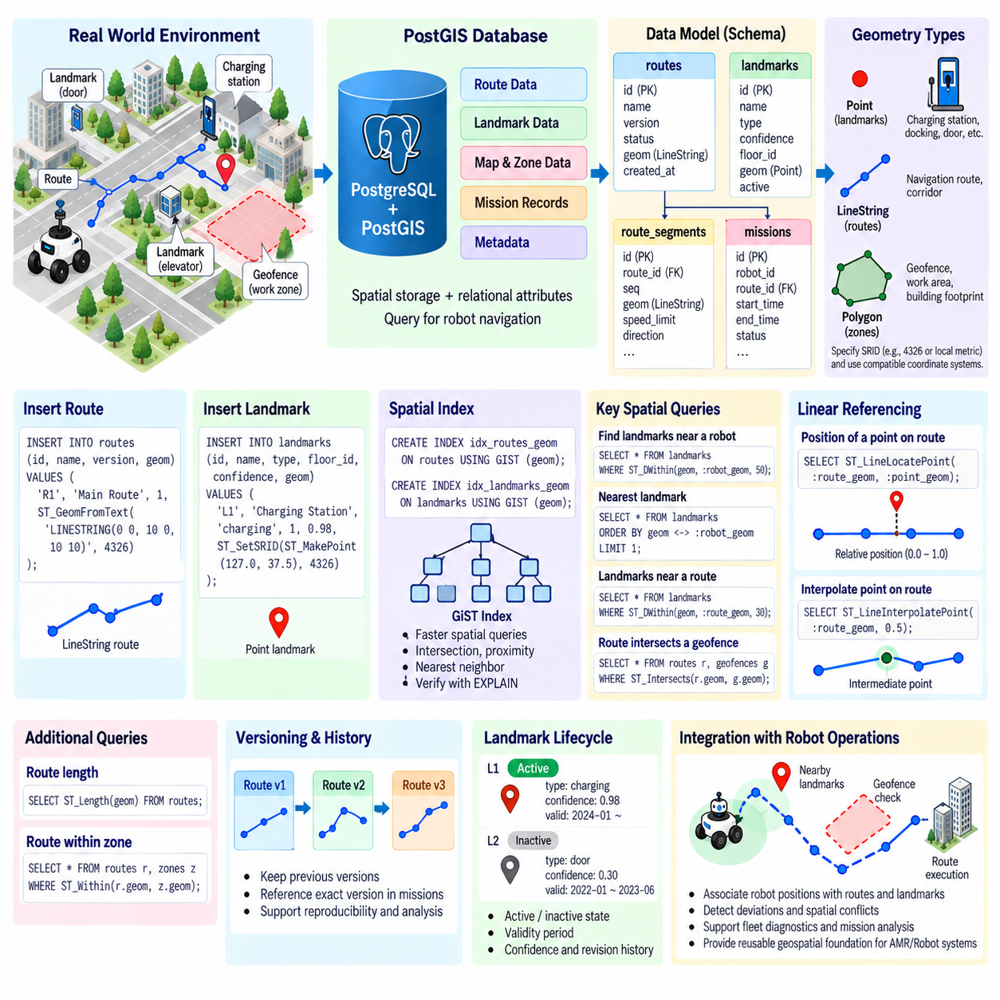 Real World Environment
Landmark
(door)
Charging
station
Route
Landmark
(elevator)
Geofence
(work zone)
PostGIS Database
PostgreSQL
+
PostGIS
Route Data
Landmark Data
Map & Zone Data
Mission Records
Metadata
Spatial storage + relational attributes
Query for robot navigation
Data Model (Schema)
routes
id (PK)
name
version
status
geom (LineString)
created_at
landmarks
id (PK)
name
type
confidence
floor_id
geom (Point)
active
route_segments
id (PK)
route_id (FK)
seq
geom (LineString)
speed_limit
direction
...
missions
id (PK)
robot_id
route_id (FK)
start_time
end_time
status
...
Geometry Types
Point
(landmarks)
Charging station,
docking, door, etc.
LineString
(routes)
Navigation route,
corridor
Polygon
(zones)
Geofence,
work area,
building footprint
Specify SRID (e.g., 4326 or local metric)
and use compatible coordinate systems.
Insert Route
INSERT INTO routes
(id, name, version, geom)
VALUES (
'R1', 'Main Route', 1,
ST_GeomFromText(
'LINESTRING(0 0, 10 0,
10 10)', 4326)
);
LineString route
Insert Landmark
INSERT INTO landmarks
(id, name, type, floor_id,
confidence, geom)
VALUES (
'L1', 'Charging Station',
'charging', 1, 0.98,
ST_SetSRID(ST_MakePoint
(127.0, 37.5), 4326)
);
Point landmark
Spatial Index
CREATE INDEX idx_routes_geom
ON routes USING GIST (geom);
CREATE INDEX idx_landmarks_geom
ON landmarks USING GIST (geom);
GiST Index
• Faster spatial queries
• Intersection, proximity
• Nearest neighbor
• Verify with EXPLAIN
Key Spatial Queries
Find landmarks near a robot
SELECT * FROM landmarks
WHERE ST_DWithin(geom, :robot_geom, 50);
Nearest landmark
SELECT * FROM landmarks
ORDER BY geom <-> :robot_geom
LIMIT 1;
Landmarks near a route
SELECT * FROM landmarks
WHERE ST_DWithin(geom, :route_geom, 30);
Route intersects a geofence
SELECT * FROM routes r, geofences g
WHERE ST_Intersects(r.geom, g.geom);
Linear Referencing
Position of a point on route
SELECT ST_LineLocatePoint(
:route_geom, :point_geom);
Relative position (0.0 – 1.0)
Interpolate point on route
SELECT ST_LineInterpolatePoint(
:route_geom, 0.5);
Intermediate point
Additional Queries
Route length
SELECT ST_Length(geom) FROM routes;
Route within zone
SELECT * FROM routes r, zones z
WHERE ST_Within(r.geom, z.geom);
Versioning & History
Route v1
Route v2
Route v3
• Keep previous versions
• Reference exact version in missions
• Support reproducibility and analysis
Landmark Lifecycle
L1 Active
type: charging
confidence: 0.98
valid: 2024-01 ~
L2 Inactive
type: door
confidence: 0.30
valid: 2022-01 ~ 2023-06
• Active / inactive state
• Validity period
• Confidence and revision history
Integration with Robot Operations
Nearby
landmarks
Geofence
check
Route
execution
• Associate robot positions with routes and landmarks
• Detect deviations and spatial conflicts
• Support fleet diagnostics and mission analysis
• Provide reusable geospatial foundation for AMR/Robot systems